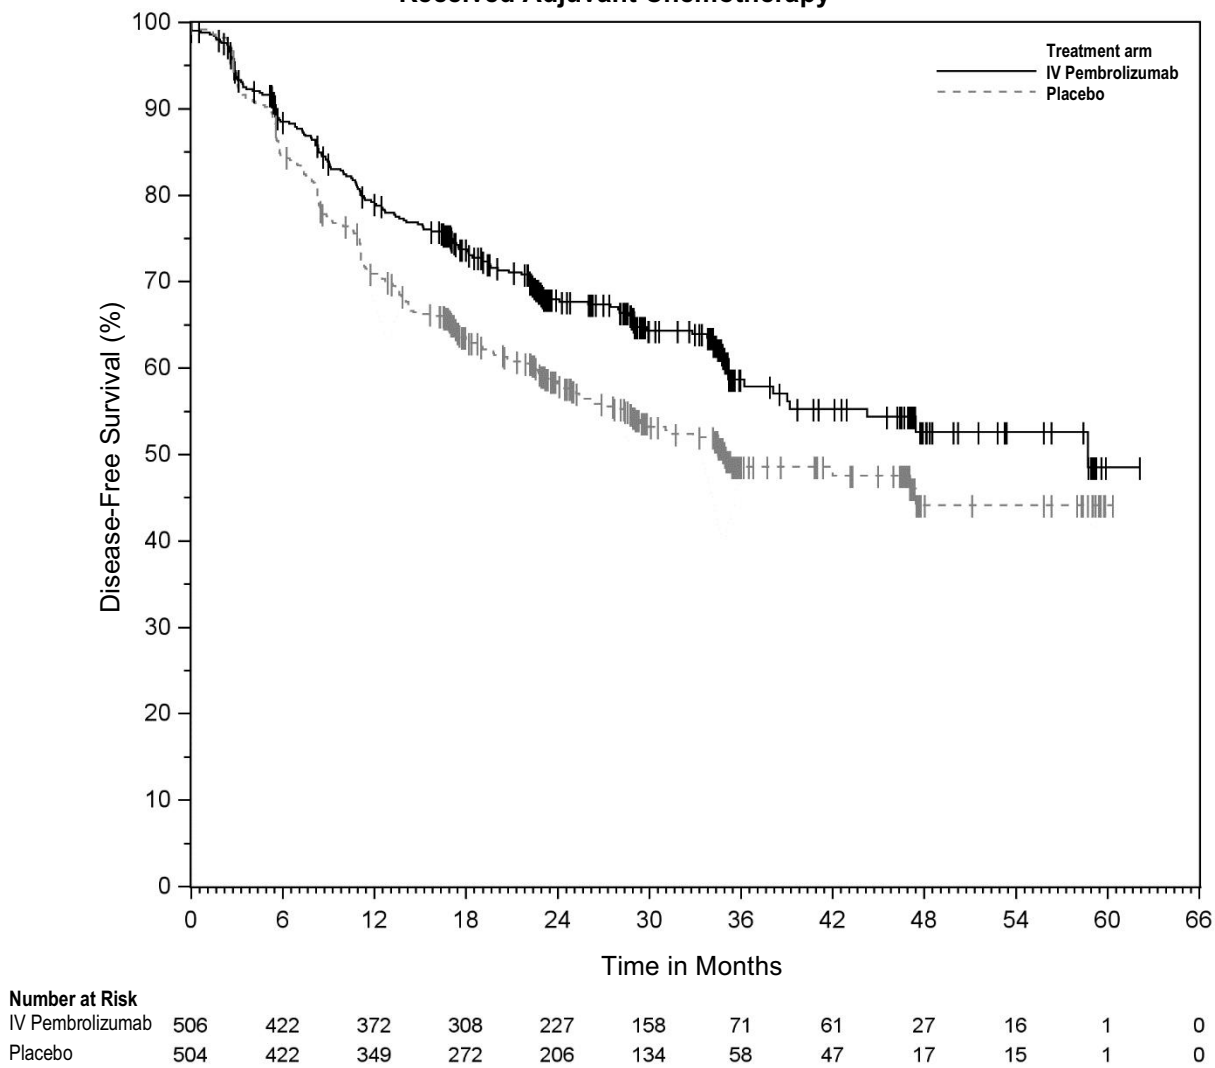 Received Adjuvant Chemotherapy
Treatment arm
IV Pembrolizumab
Placebo
Disease-Free Survival (%)
100
90
80
70
60
50
40
30
20
10
0
0 6 12 18 24 30 36 42 48 54 60 66
Time in Months
Number at Risk
IV Pembrolizumab 506 422 372 308 227 158 71 61 27 16 1 0
Placebo 504 422 349 272 206 134 58 47 17 15 1 0